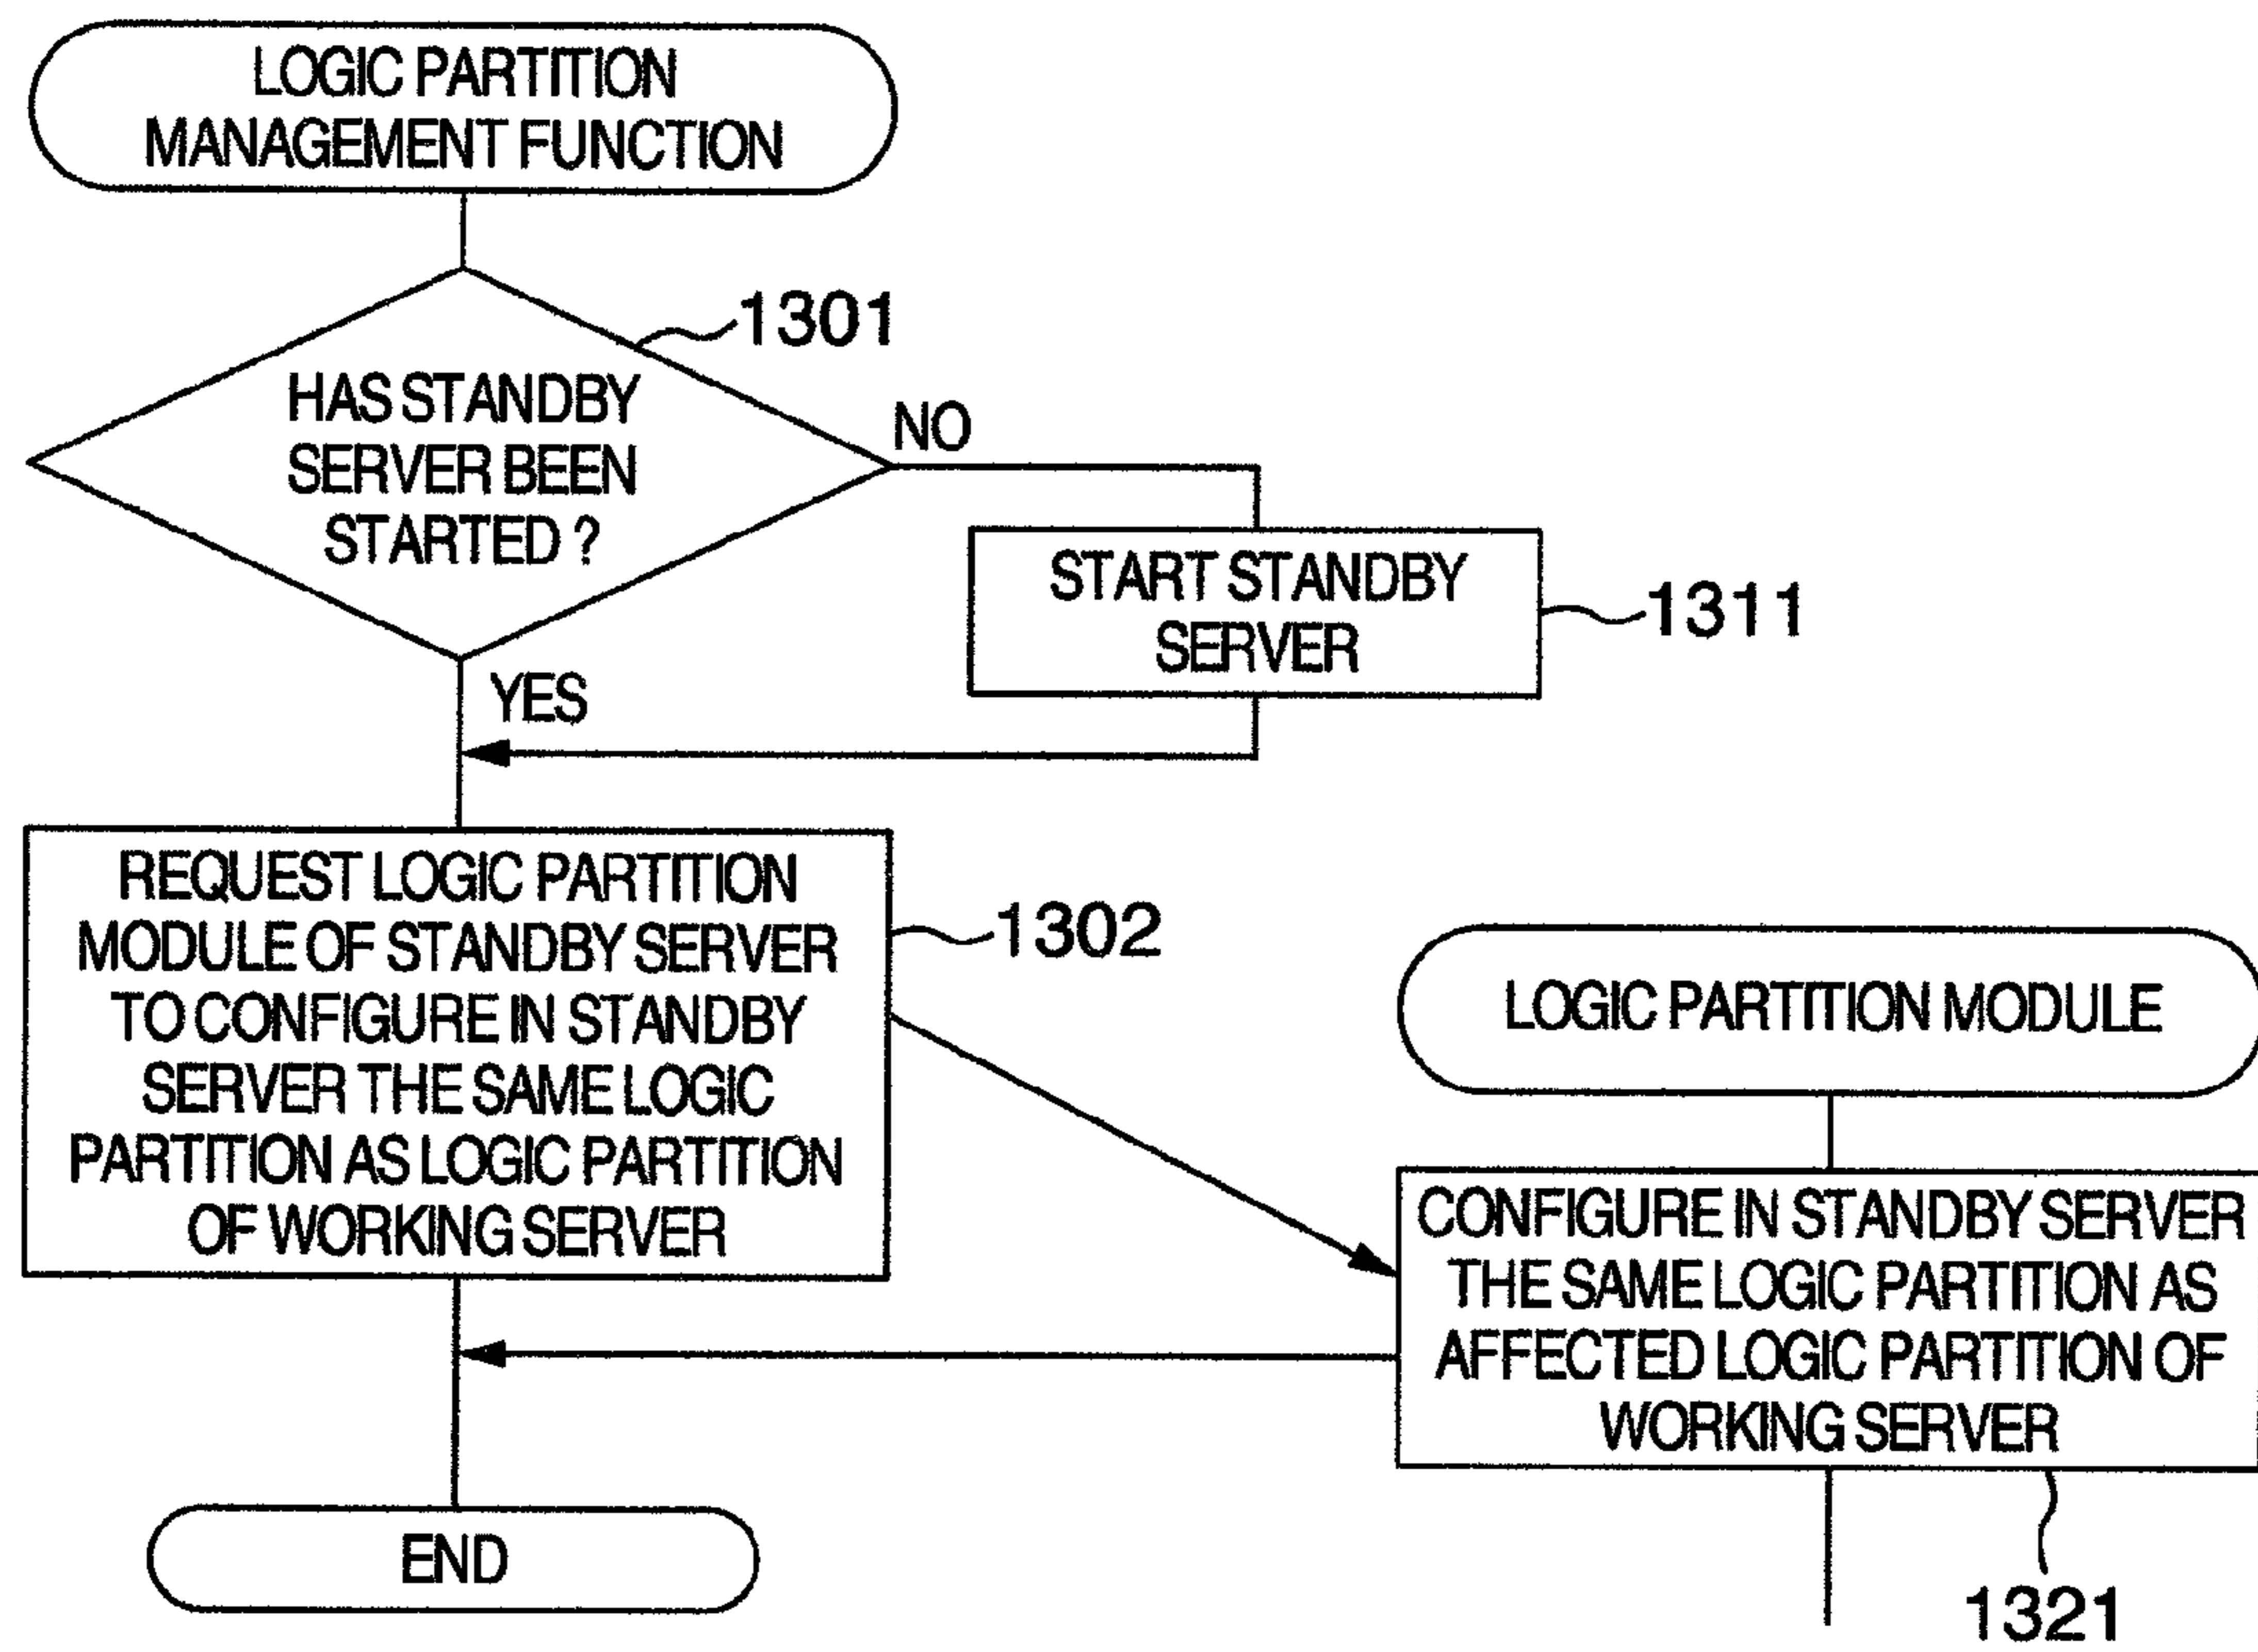 LOGIC PARTITION
MANAGEMENT FUNCTION
1301
HAS STANDBY
SERVER BEEN
STARTED ?
NO
START STANDBY
SERVER
1311
YES
REQUEST LOGIC PARTITION
MODULE OF STANDBY SERVER
TO CONFIGURE IN STANDBY
SERVER THE SAME LOGIC
PARTITION AS LOGIC PARTITION
OF WORKING SERVER
1302
LOGIC PARTITION MODULE
CONFIGURE IN STANDBY SERVER
THE SAME LOGIC PARTITION AS
AFFECTED LOGIC PARTITION OF
WORKING SERVER
1321
END